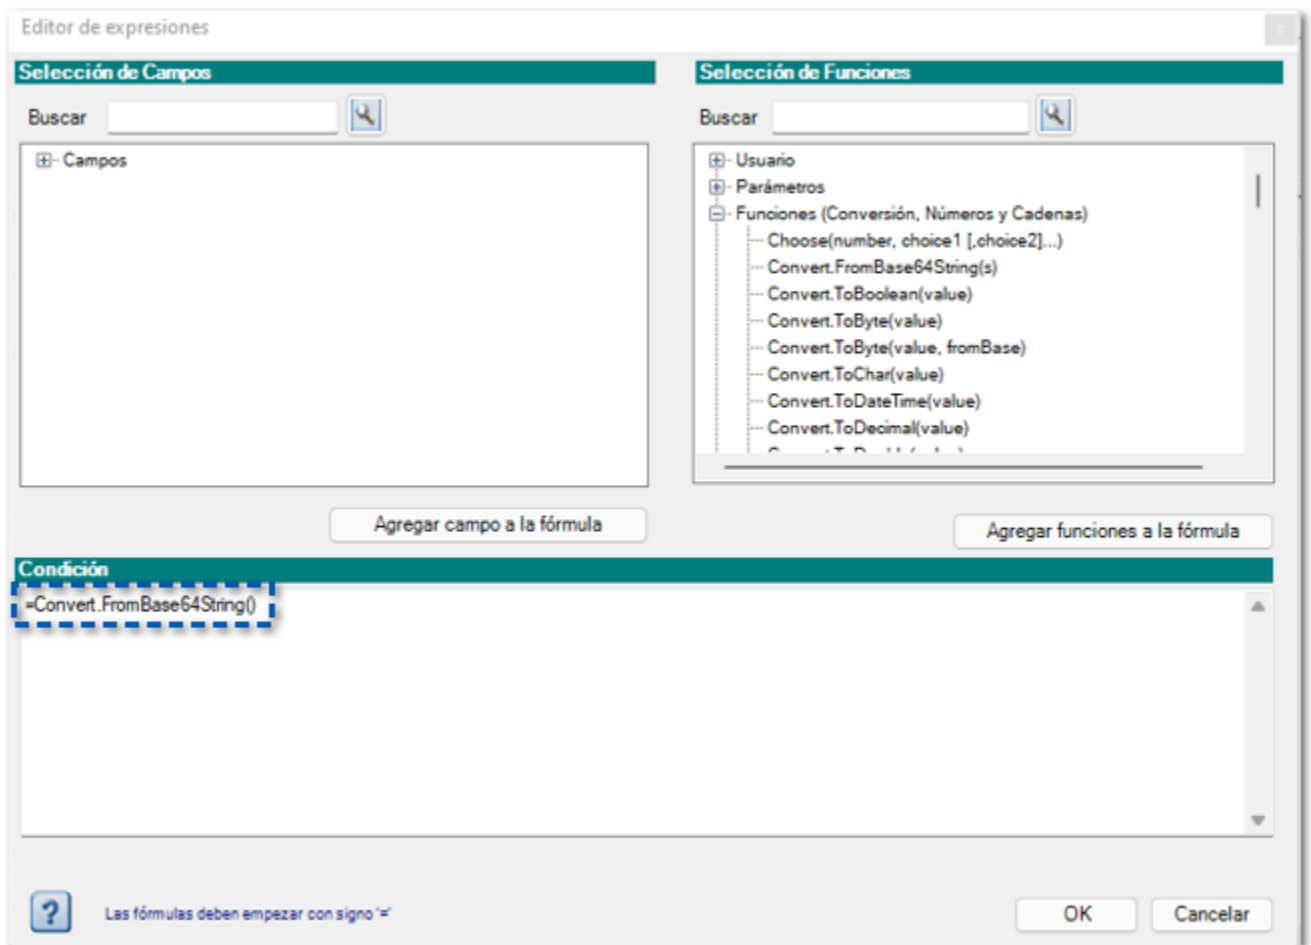 Editor de expresiones
Selección de Campos
Buscar
Campos
Agregar campo a la fórmula
Selección de Funciones
Buscar
Usuario
Parámetros
Funciones (Conversión, Números y Cadenas)
Choose(number, choice1 [,choice2]...)
Convert.FromBase64String(s)
Convert.ToBoolean(value)
Convert.ToByte(value)
Convert.ToByte(value, fromBase)
Convert.ToChar(value)
Convert.ToDateTime(value)
Convert.ToDecimal(value)
Agregar funciones a la fórmula
Condición
=Convert.FromBase64String()
Las fórmulas deben empezar con signo '='
OK
Cancelar